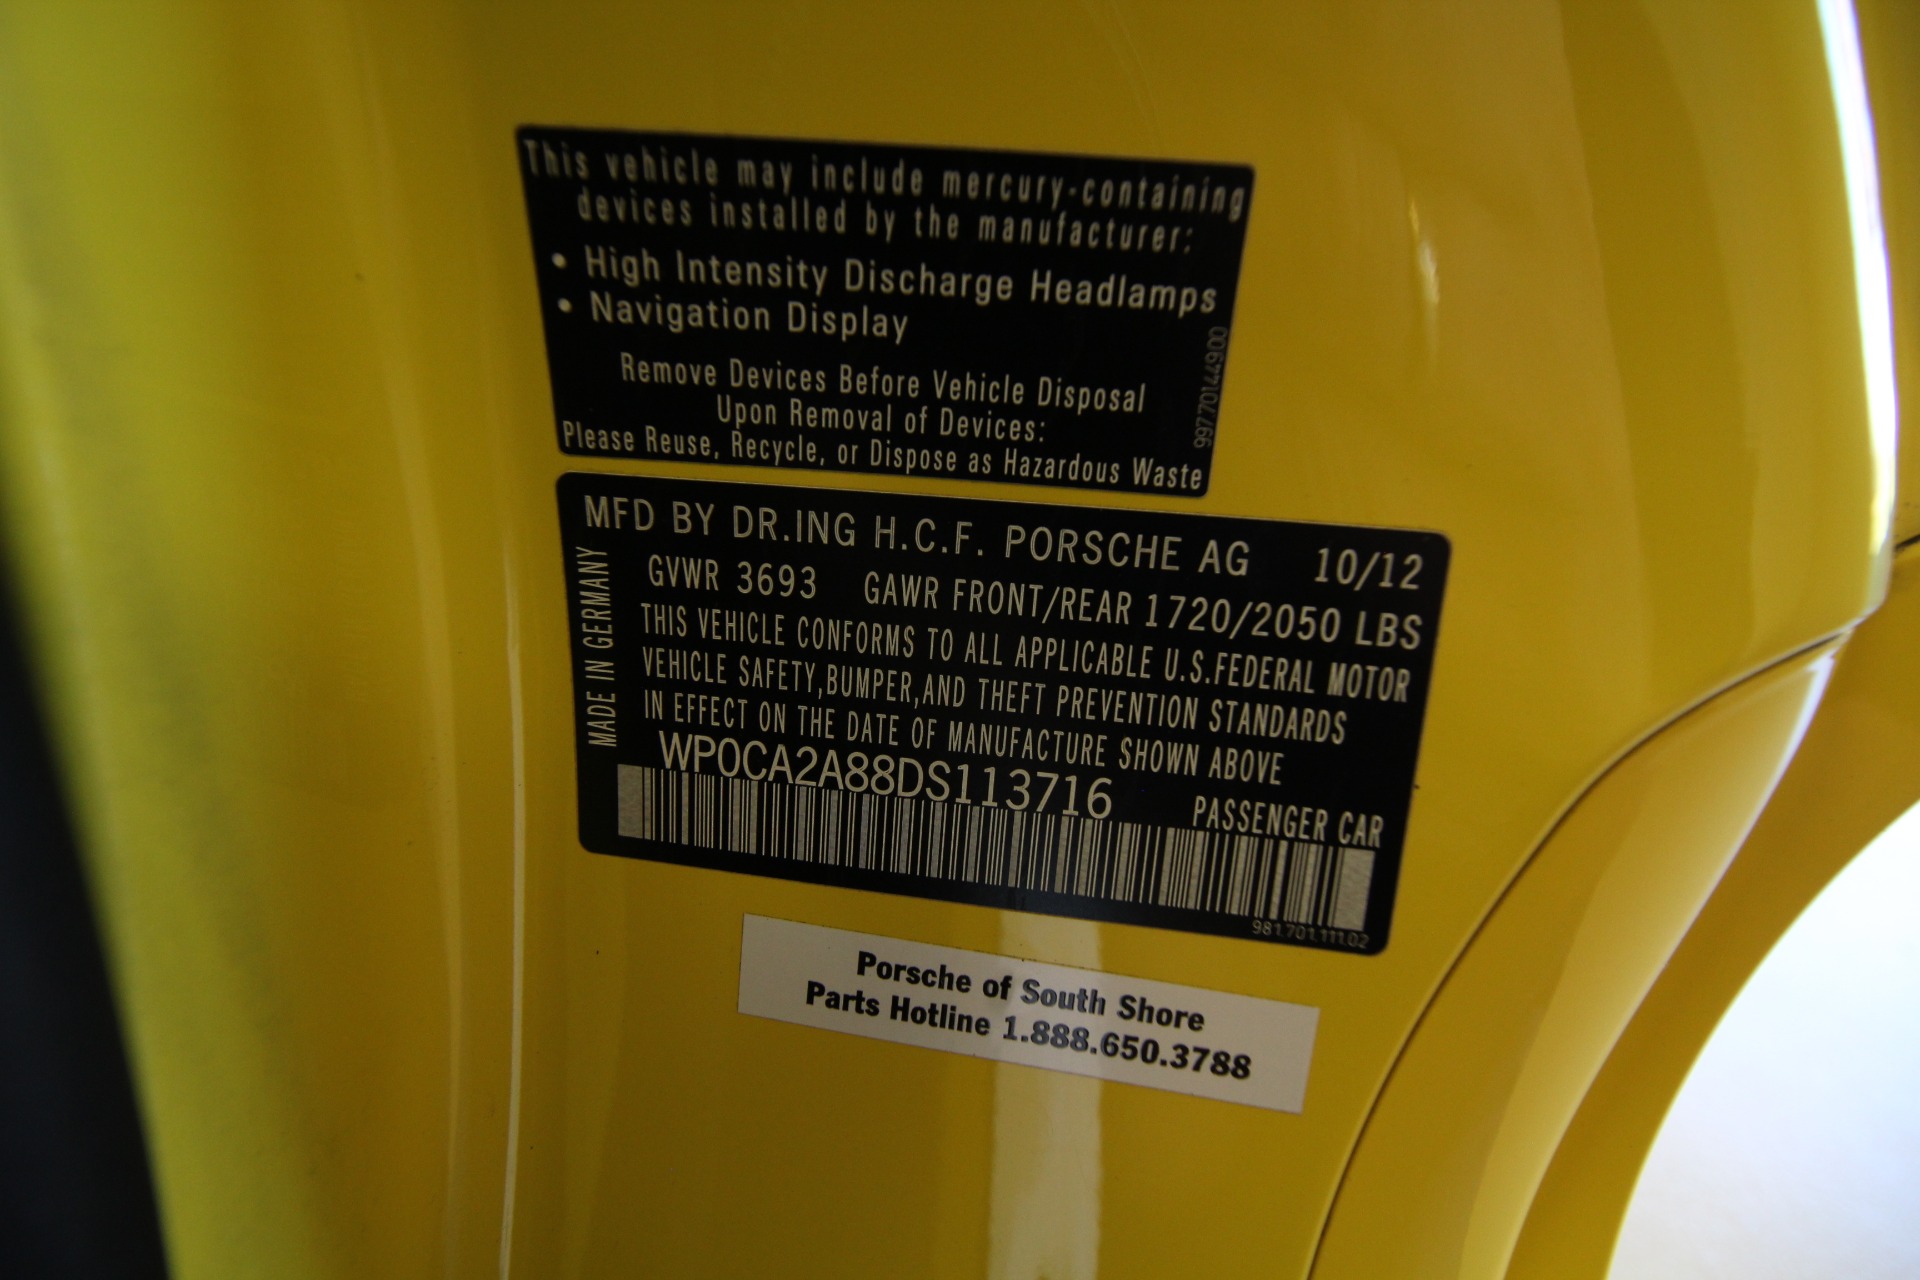 This vehicle may include mercury-containing
devices installed by the manufacturer:
• High Intensity Discharge Headlamps
• Navigation Display
Remove Devices Before Vehicle Disposal
Upon Removal of Devices:
Please Reuse, Recycle, or Dispose as Hazardous Waste
99770144900
MFD BY DR.ING H.C.F. PORSCHE AG 10/12
GVWR 3693 GAWR FRONT/REAR 1720/2050 LBS
THIS VEHICLE CONFORMS TO ALL APPLICABLE U.S.FEDERAL MOTOR
VEHICLE SAFETY,BUMPER,AND THEFT PREVENTION STANDARDS
IN EFFECT ON THE DATE OF MANUFACTURE SHOWN ABOVE
WP0CA2A88DS113716
PASSENGER CAR
MADE IN GERMANY
981.701.111.02
Porsche of South Shore
Parts Hotline 1.888.650.3788